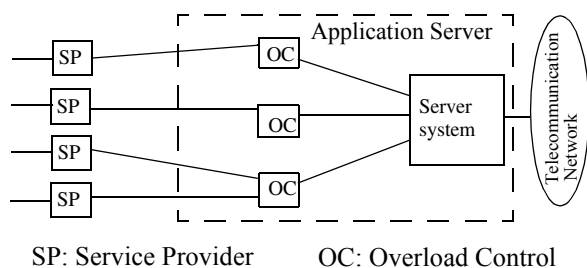 Application Server
SP
OC
SP
OC
Server
system
SP
SP
OC
Telecommunication
Network
SP: Service Provider
OC: Overload Control